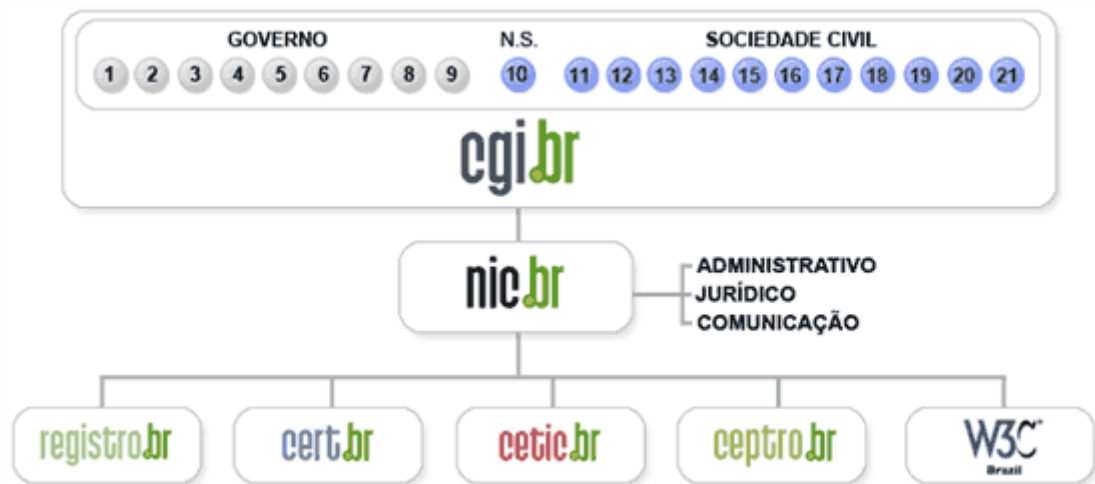 GOVERNO N.S. SOCIEDADE CIVIL
1 2 3 4 5 6 7 8 9 10 11 12 13 14 15 16 17 18 19 20 21
cgi.br
nic.br
ADMINISTRATIVO
JURÍDICO
COMUNICAÇÃO
registro.br cert.br cetic.br ceptro.br W3C™
Brazil